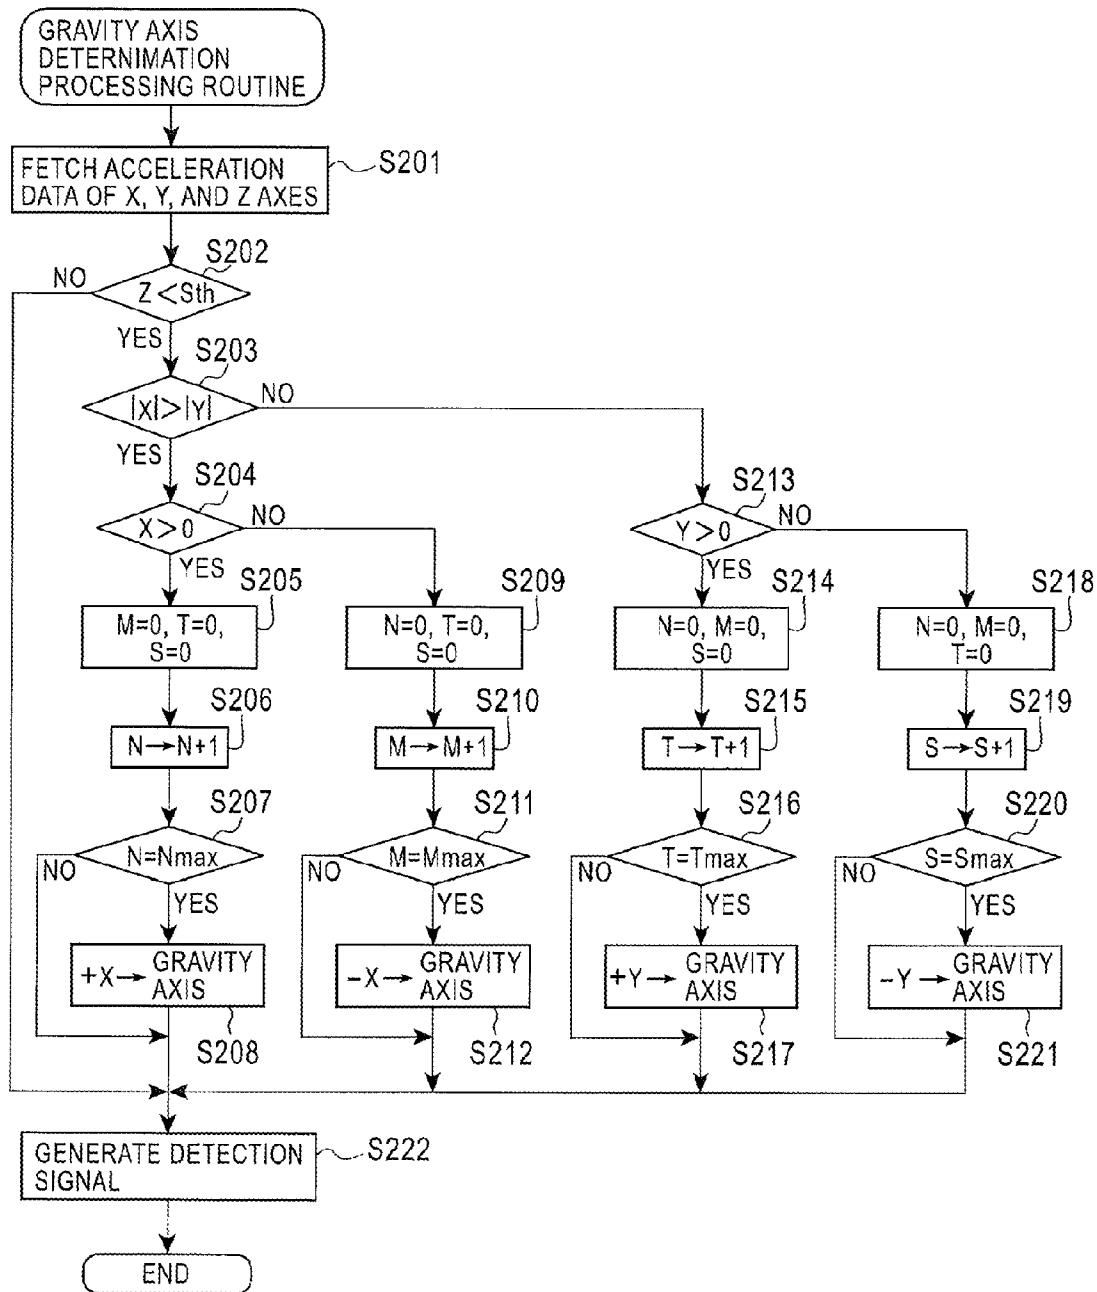 GRAVITY AXIS
DETERNIMATION
PROCESSING ROUTINE
FETCH ACCELERATION
DATA OF X, Y, AND Z AXES
S201
S202
NO
Z<Sth
YES
S203
|X|>|Y|
NO
YES
S204
X>0
NO
YES
S213
Y>0
NO
YES
S205
M=0, T=0,
S=0
S209
N=0, T=0,
S=0
S214
N=0, M=0,
S=0
S218
N=0, M=0,
T=0
S206
N→N+1
S210
M→M+1
S215
T→T+1
S219
S→S+1
S207
N=Nmax
NO
YES
S211
M=Mmax
NO
YES
S216
T=Tmax
NO
YES
S220
S=Smax
NO
YES
+X→ GRAVITY
AXIS
S208
−X→ GRAVITY
AXIS
S212
+Y→ GRAVITY
AXIS
S217
−Y→ GRAVITY
AXIS
S221
GENERATE DETECTION
SIGNAL
S222
END